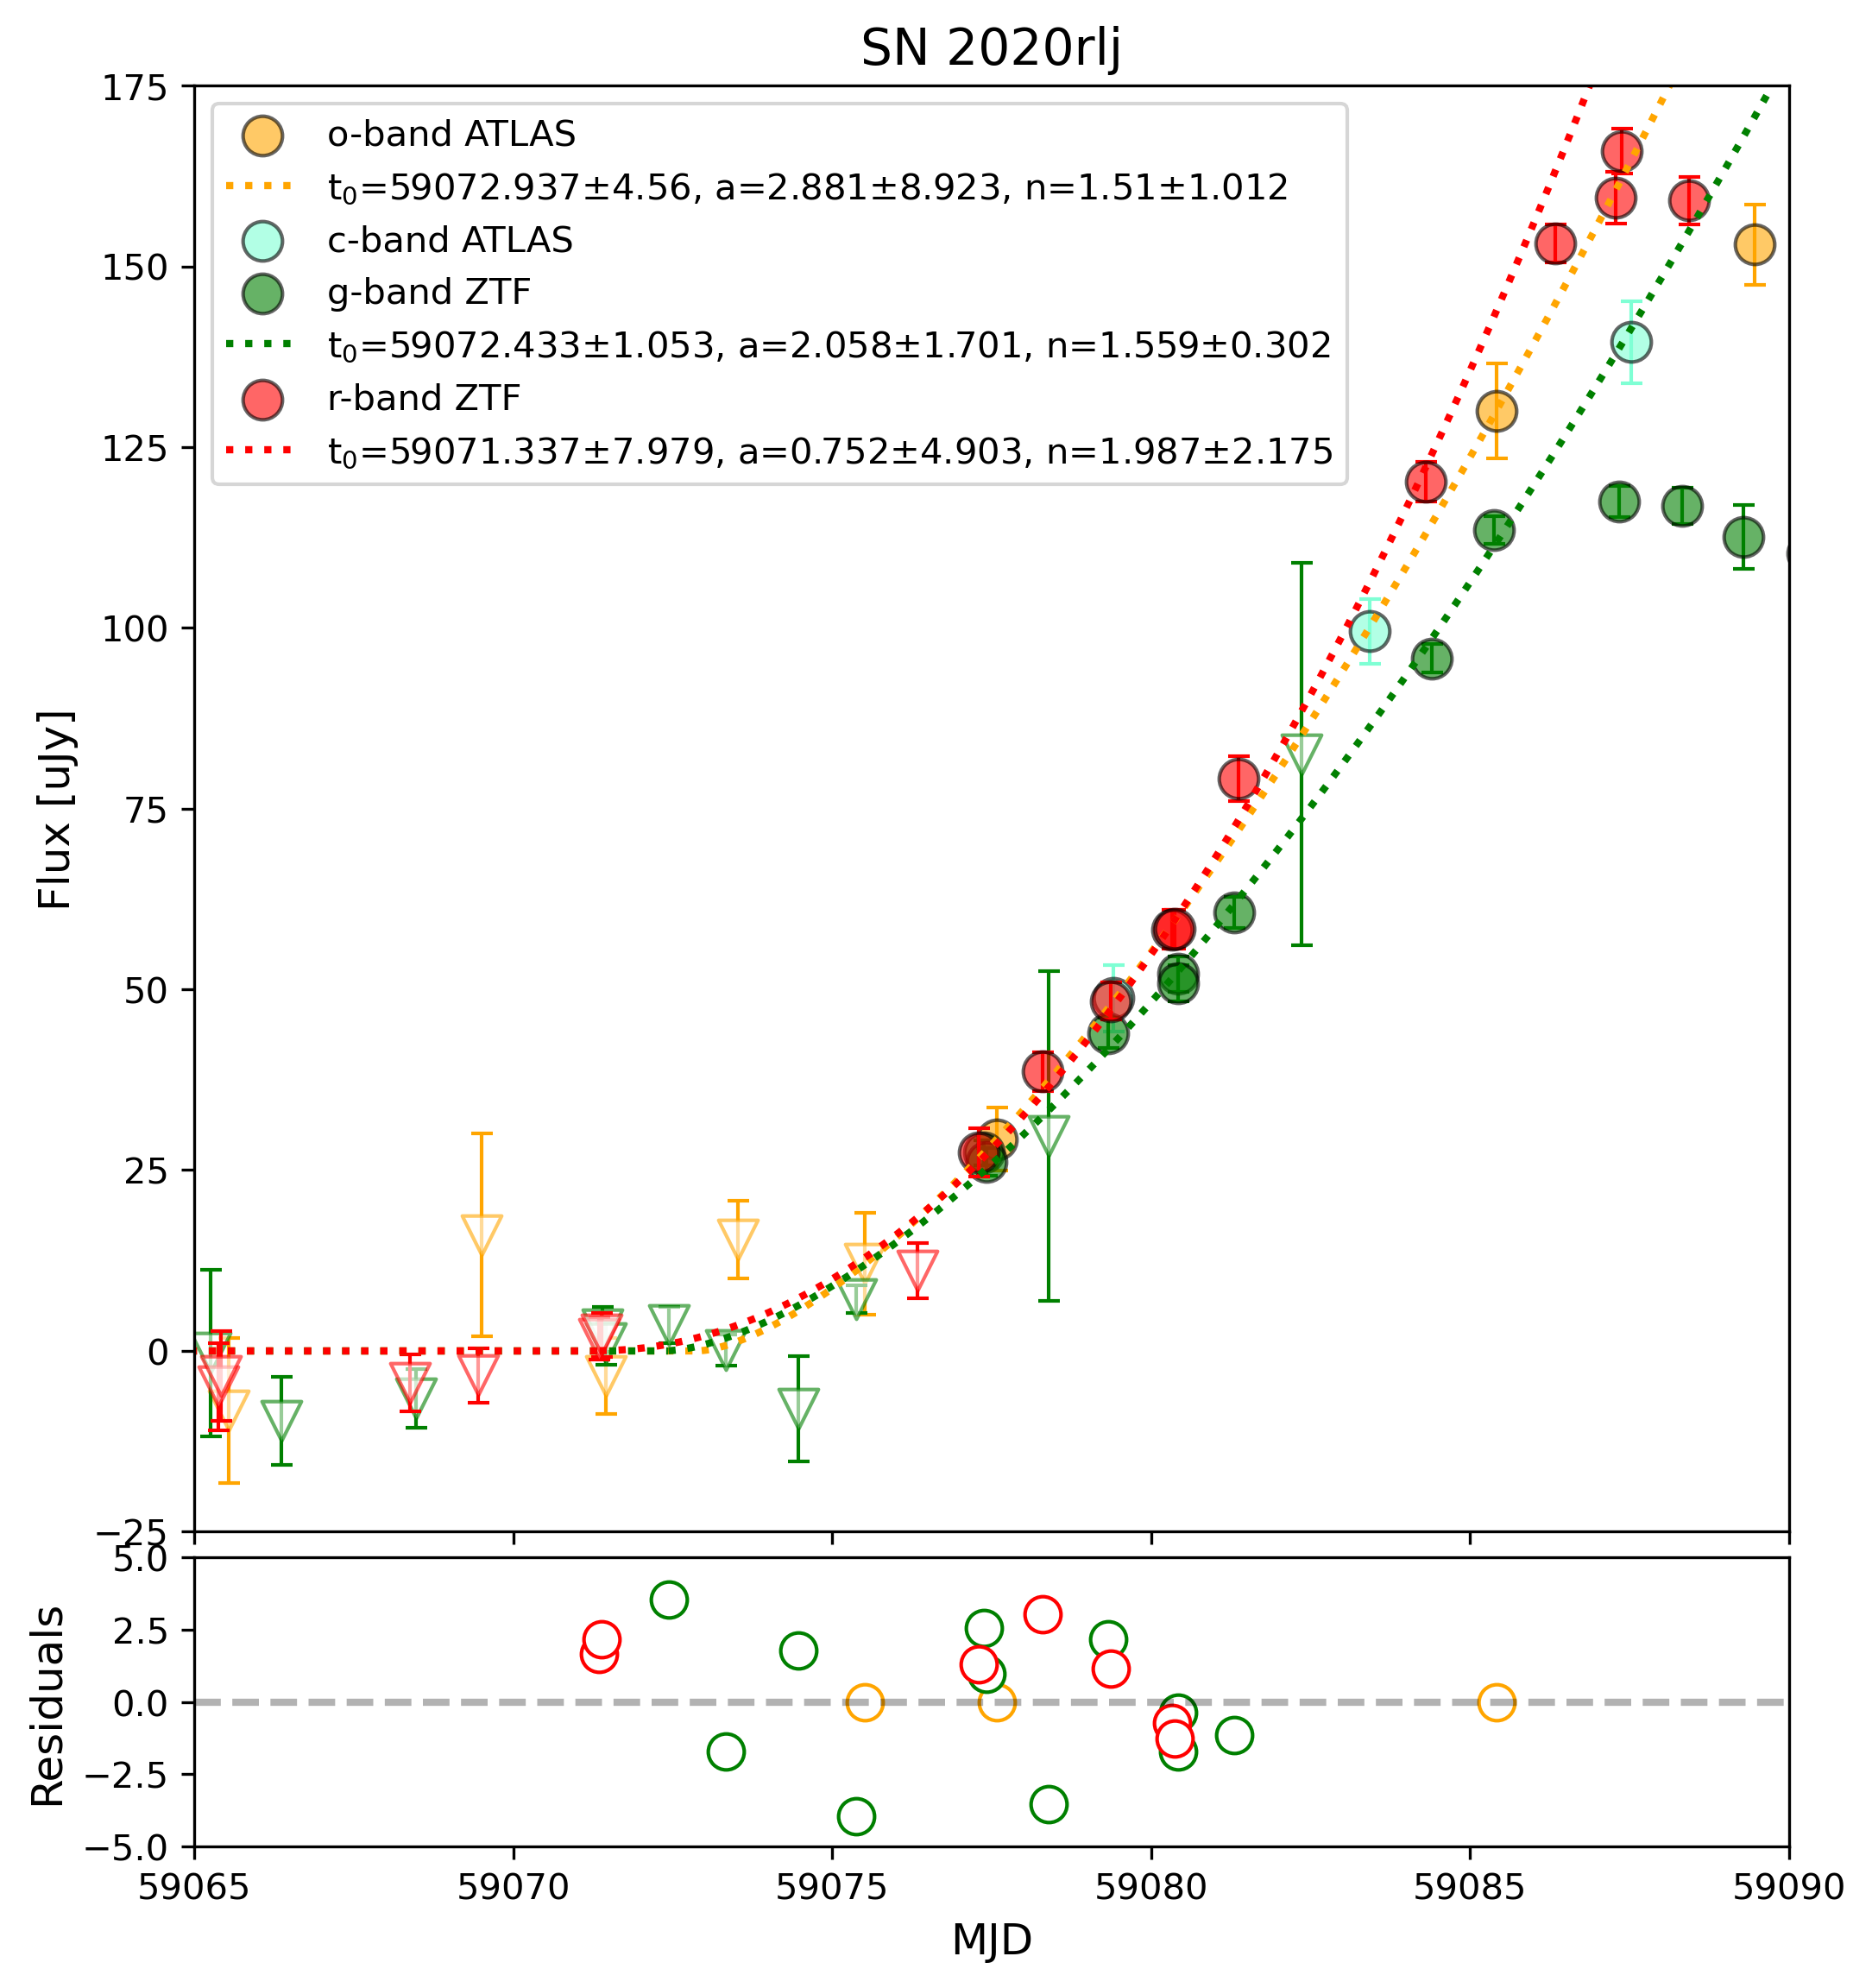 SN 2020rlj
175
150
125
100
75
50
25
0
−25
Flux [uJy]
o-band ATLAS
t₀=59072.937±4.56, a=2.881±8.923, n=1.51±1.012
c-band ATLAS
g-band ZTF
t₀=59072.433±1.053, a=2.058±1.701, n=1.559±0.302
r-band ZTF
t₀=59071.337±7.979, a=0.752±4.903, n=1.987±2.175
5.0
2.5
0.0
−2.5
−5.0
Residuals
59065 59070 59075 59080 59085 59090
MJD